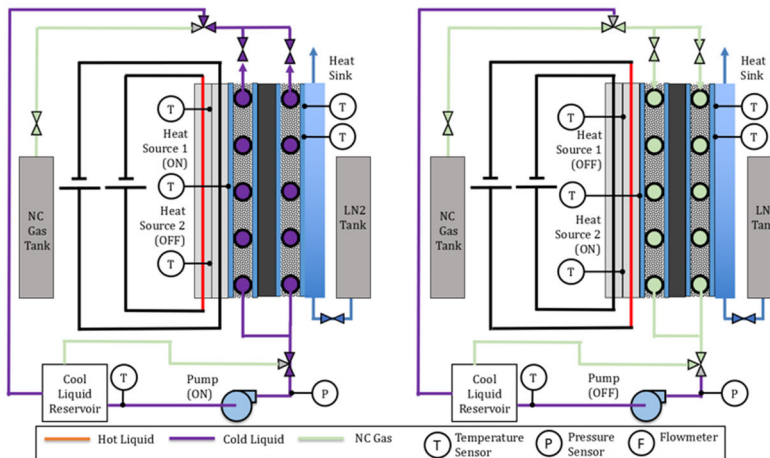 Heat
Sink
T
T
T
Heat
Source 1
(ON)
T
Heat
Source 2
(OFF)
T
NC
Gas
Tank
LN2
Tank
Cool
Liquid
Reservoir
T
Pump
(ON)
P
Heat
Sink
T
T
T
Heat
Source 1
(OFF)
T
Heat
Source 2
(ON)
T
NC
Gas
Tank
LN
Tank
Cool
Liquid
Reservoir
T
Pump
(OFF)
P
Hot Liquid
Cold Liquid
NC Gas
T Temperature Sensor
P Pressure Sensor
F Flowmeter